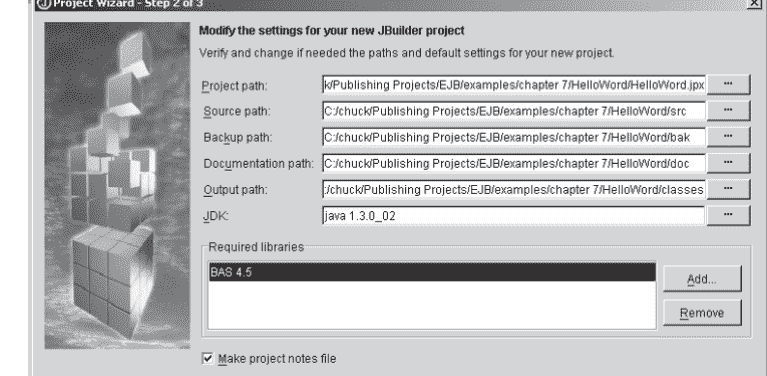 Project Wizard - Step 2 of 3
Modify the settings for your new JBuilder project
Verify and change if needed the paths and default settings for your new project.
Project path: k/Publishing Projects/EJB/examples/chapter 7/HelloWord/HelloWord.jpx ...
Source path: C:/chuck/Publishing Projects/EJB/examples/chapter 7/HelloWord/src ...
Backup path: C:/chuck/Publishing Projects/EJB/examples/chapter 7/HelloWord/bak ...
Documentation path: C:/chuck/Publishing Projects/EJB/examples/chapter 7/HelloWord/doc ...
Output path: :/chuck/Publishing Projects/EJB/examples/chapter 7/HelloWord/classes ...
JDK: java 1.3.0_02 ...
Required libraries
BAS 4.5
Add...
Remove
Make project notes file